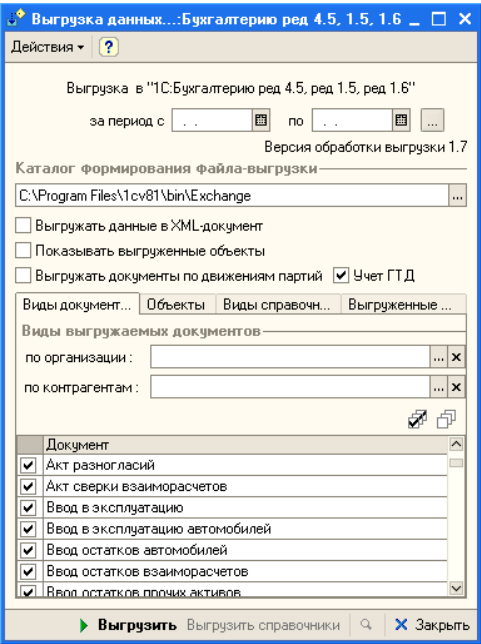 Выгрузка данных...:Бухгалтерию ред 4.5, 1.5, 1.6
Действия
Выгрузка в "1С:Бухгалтерию ред 4.5, ред 1.5, ред 1.6"
за период с . . по . . ...
Версия обработки выгрузки 1.7
Каталог формирования файла-выгрузки
C:\Program Files\1cv81\bin\Exchange ...
Выгружать данные в XML-документ
Показывать выгруженные объекты
Выгружать документы по движениям партий Учет ГТД
Виды документ... Объекты Виды справочн... Выгруженные ...
Виды выгружаемых документов
по организации : ... x
по контрагентам : ... x
Документ
Акт разногласий
Акт сверки взаиморасчетов
Ввод в эксплуатацию
Ввод в эксплуатацию автомобилей
Ввод остатков автомобилей
Ввод остатков взаиморасчетов
Ввод остатков прочих активов
Выгрузить Выгрузить справочники Закрыть